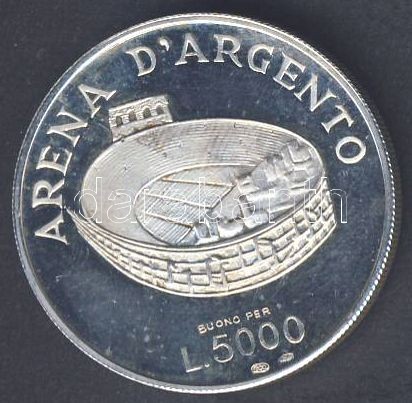 ARENA D'ARGENTO
BUONO PER
L.5000